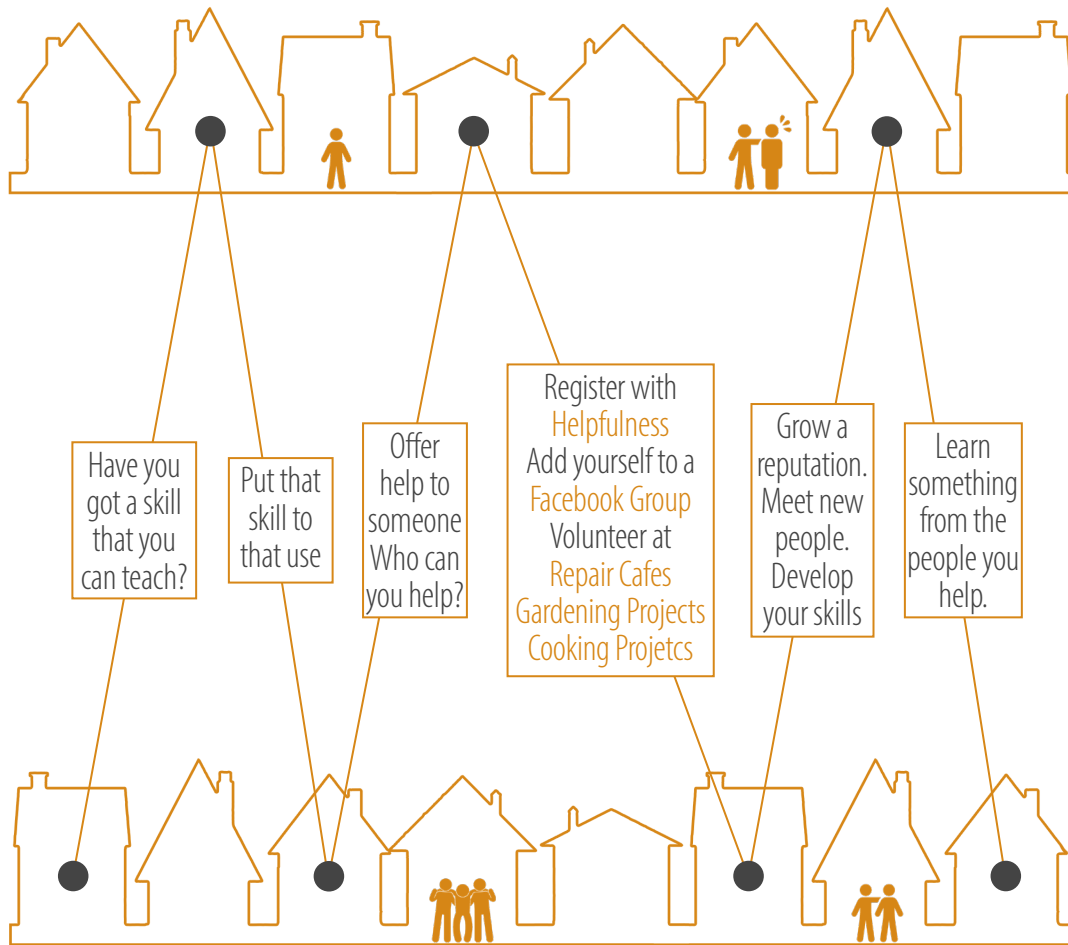 Have you
got a skill
that you
can teach?
Put that
skill to
that use
Offer
help to
someone
Who can
you help?
Register with
Helpfulness
Add yourself to a
Facebook Group
Volunteer at
Repair Cafes
Gardening Projects
Cooking Projetcs
Grow a
reputation.
Meet new
people.
Develop
your skills
Learn
something
from the
people you
help.